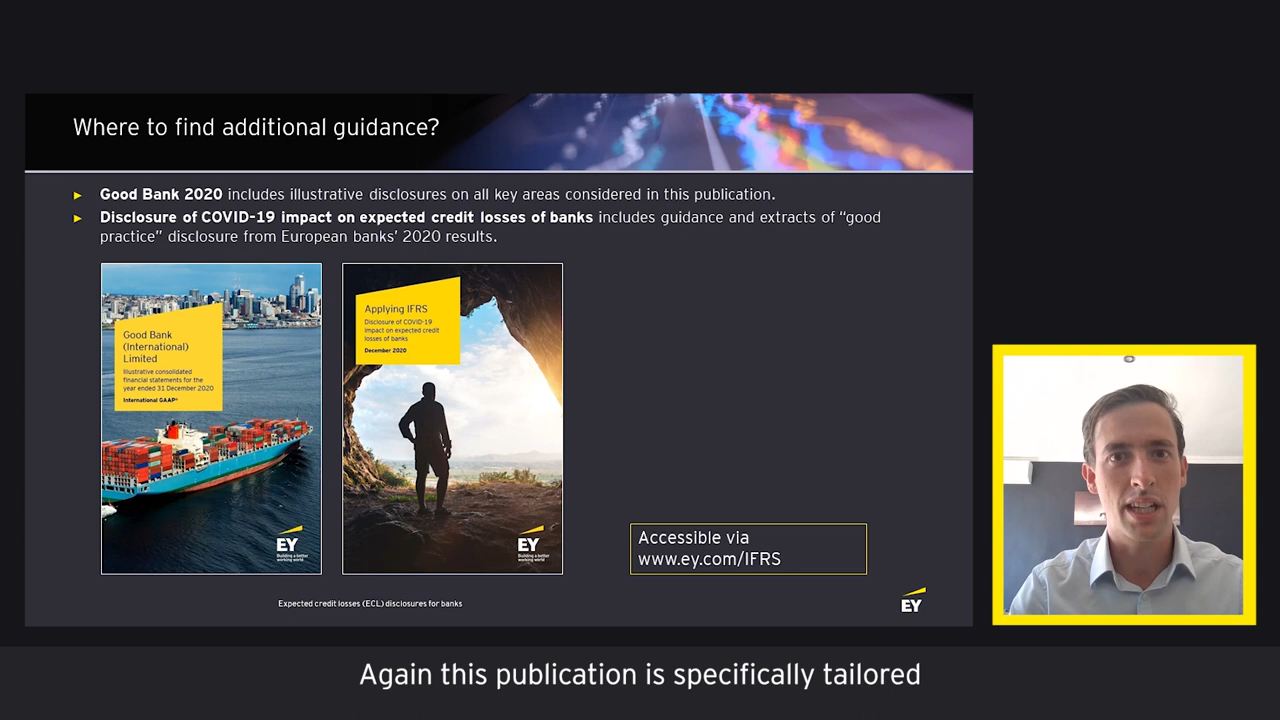 Where to find additional guidance?
► Good Bank 2020 includes illustrative disclosures on all key areas considered in this publication.
► Disclosure of COVID-19 impact on expected credit losses of banks includes guidance and extracts of “good
practice” disclosure from European banks’ 2020 results.
Good Bank
(International)
Limited
Illustrative consolidated
financial statements for the
year ended 31 December 2020
International GAAP®
EY
Building a better
working world
Applying IFRS
Disclosure of COVID-19
impact on expected credit
losses of banks
December 2020
EY
Building a better
working world
Accessible via
www.ey.com/IFRS
Expected credit losses (ECL) disclosures for banks
EY
Again this publication is specifically tailored